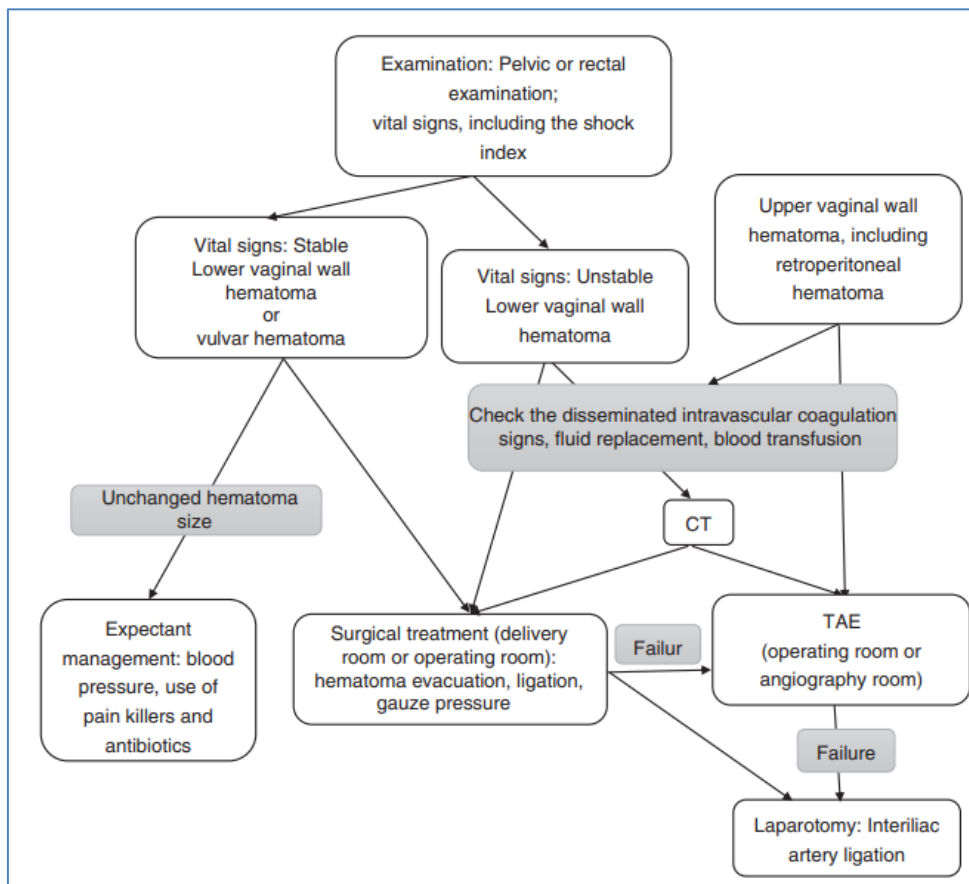 Examination: Pelvic or rectal
examination;
vital signs, including the shock
index
Upper vaginal wall
hematoma, including
retroperitoneal
hematoma
Vital signs: Stable
Lower vaginal wall
hematoma
or
vulvar hematoma
Vital signs: Unstable
Lower vaginal wall
hematoma
Check the disseminated intravascular coagulation
signs, fluid replacement, blood transfusion
Unchanged hematoma
size
CT
Expectant
management: blood
pressure, use of
pain killers and
antibiotics
Surgical treatment (delivery
room or operating room):
hematoma evacuation, ligation,
gauze pressure
Failur
TAE
(operating room or
angiography room)
Failure
Laparotomy: Interiliac
artery ligation